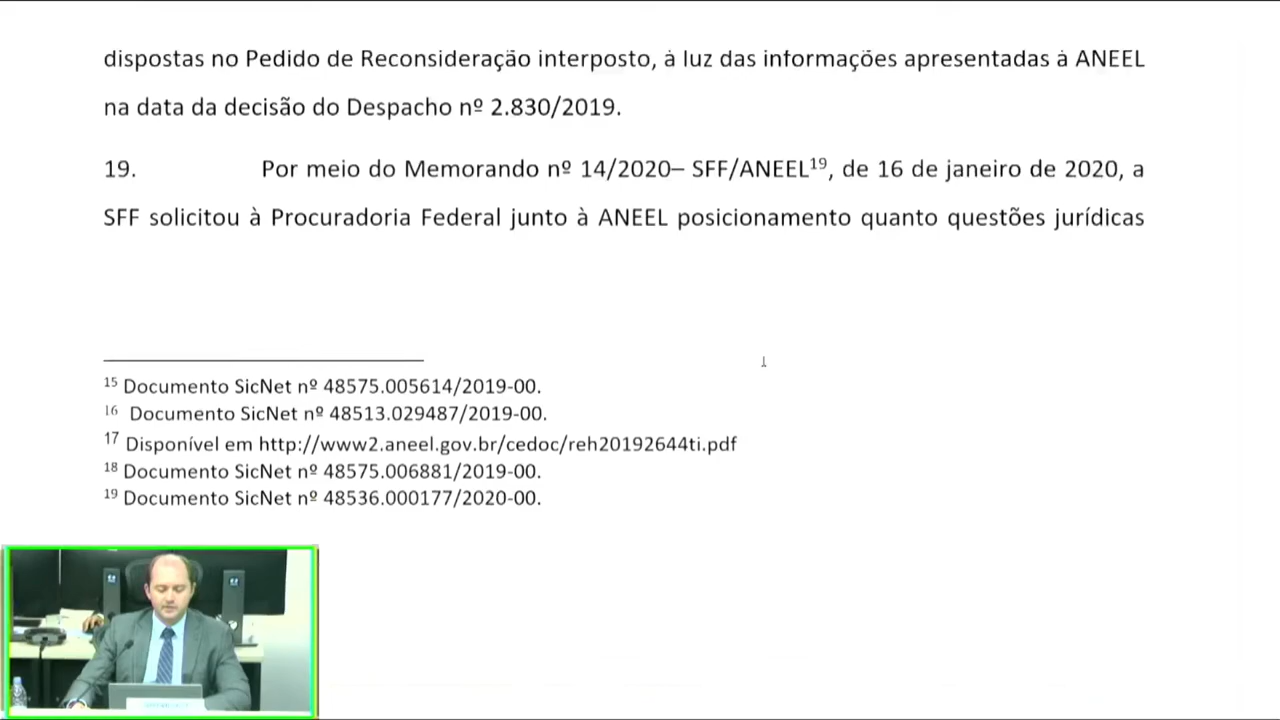 dispostas no Pedido de Reconsideração interposto, à luz das informações apresentadas à ANEEL
na data da decisão do Despacho nº 2.830/2019.
19. Por meio do Memorando nº 14/2020– SFF/ANEEL¹⁹, de 16 de janeiro de 2020, a
SFF solicitou à Procuradoria Federal junto à ANEEL posicionamento quanto questões jurídicas
¹⁵ Documento SicNet nº 48575.005614/2019-00.
¹⁶ Documento SicNet nº 48513.029487/2019-00.
¹⁷ Disponível em http://www2.aneel.gov.br/cedoc/reh20192644ti.pdf
¹⁸ Documento SicNet nº 48575.006881/2019-00.
¹⁹ Documento SicNet nº 48536.000177/2020-00.